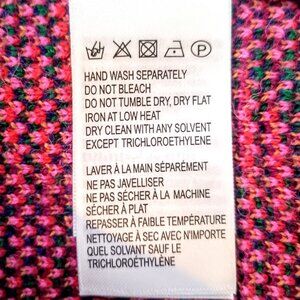 HAND WASH SEPARATELY
DO NOT BLEACH
DO NOT TUMBLE DRY, DRY FLAT
IRON AT LOW HEAT
DRY CLEAN WITH ANY SOLVENT
EXCEPT TRICHLOROETHYLENE
LAVER À LA MAIN SÉPARÉMENT
NE PAS JAVELLISER
NE PAS SÉCHER À LA MACHINE
SÉCHER À PLAT
REPASSER À FAIBLE TEMPÉRATURE
NETTOYAGE À SEC AVEC N'IMPORTE
QUEL SOLVANT SAUF LE
TRICHLOROÉTHYLÈNE